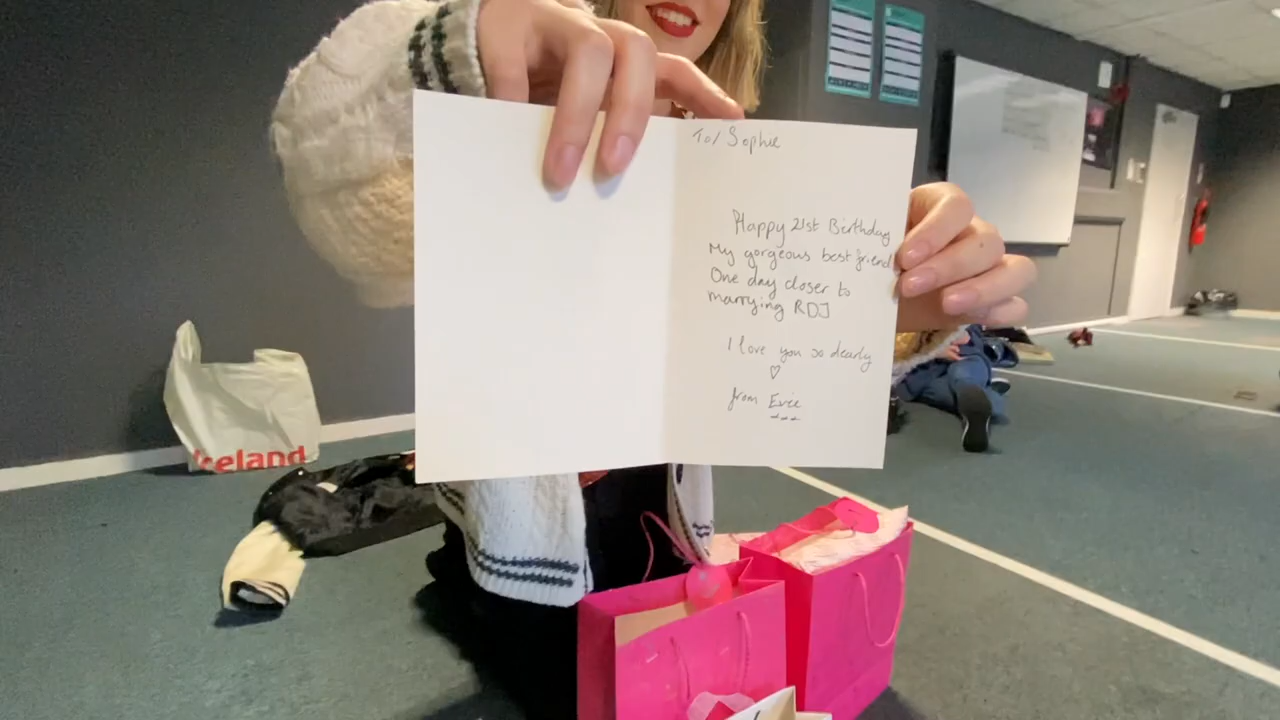 To/ Sophie
Happy 21st Birthday
My gorgeous best friend
One day closer to
marrying RDJ
I love you so dearly
♡
from Evee
Iceland